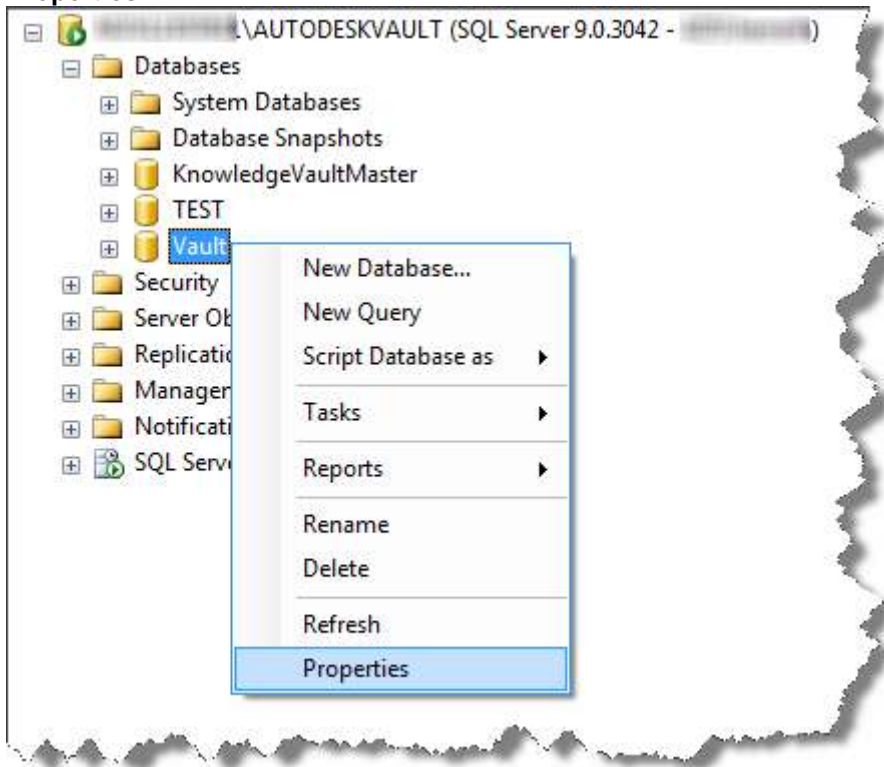 \AUTODESKVAULT (SQL Server 9.0.3042 - )
Databases
System Databases
Database Snapshots
KnowledgeVaultMaster
TEST
Vault
Security
Server Ob
Replicatio
Managem
Notificati
SQL Serv
New Database...
New Query
Script Database as
Tasks
Reports
Rename
Delete
Refresh
Properties